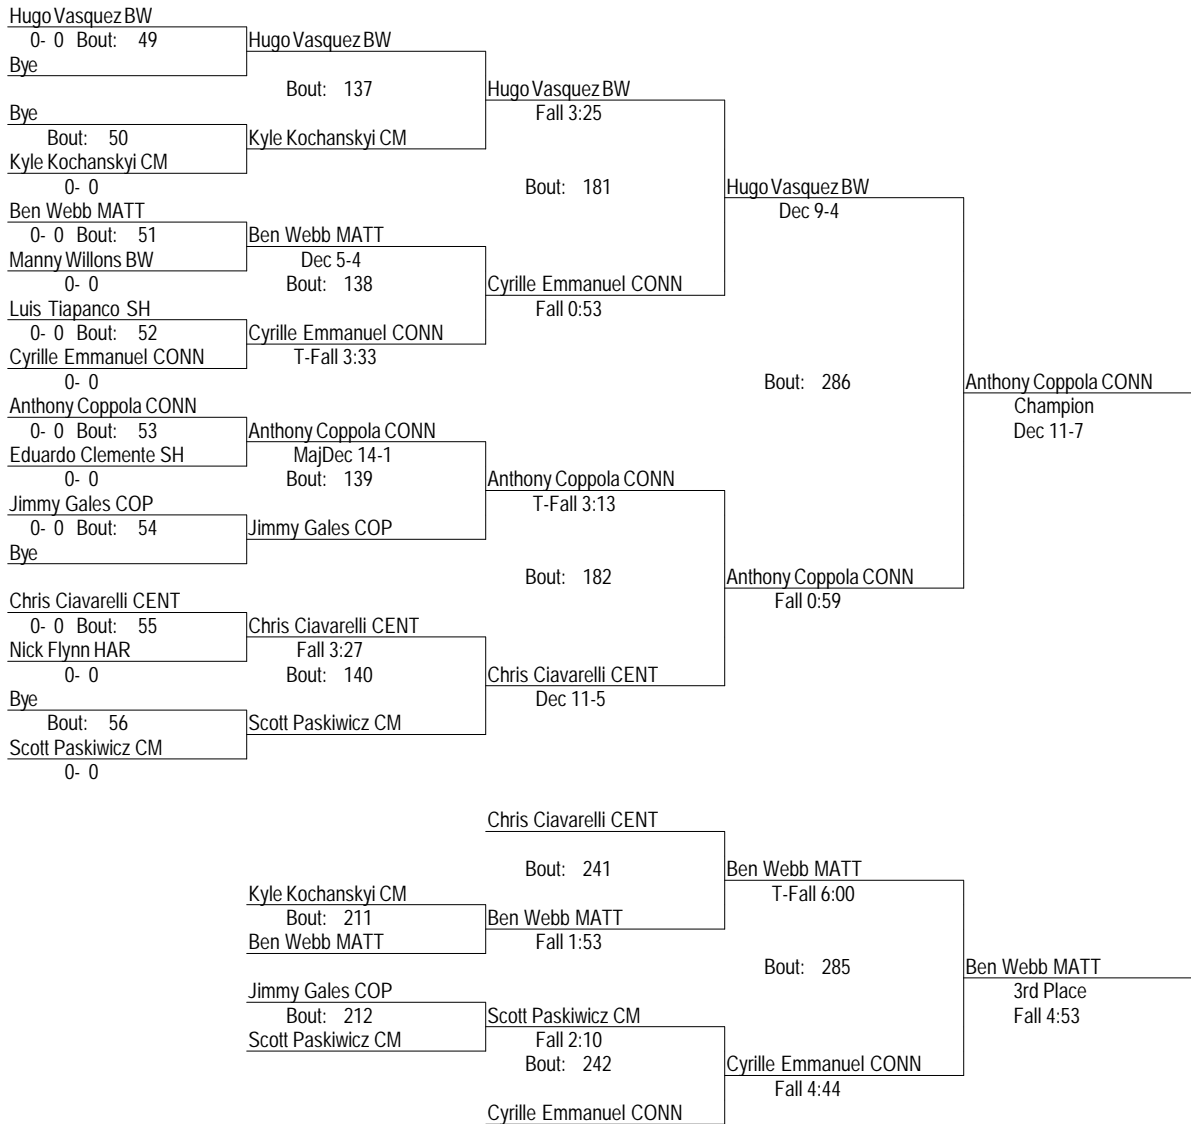 Hugo Vasquez BW
0- 0 Bout: 49
Hugo Vasquez BW
Bye
Bout: 137
Hugo Vasquez BW
Fall 3:25
Bye
Bout: 50
Kyle Kochanskyi CM
Kyle Kochanskyi CM
0- 0
Bout: 181
Hugo Vasquez BW
Dec 9-4
Ben Webb MATT
0- 0 Bout: 51
Ben Webb MATT
Manny Willons BW
Dec 5-4
0- 0
Bout: 138
Cyrille Emmanuel CONN
Fall 0:53
Luis Tiapanco SH
0- 0 Bout: 52
Cyrille Emmanuel CONN
Cyrille Emmanuel CONN
T-Fall 3:33
0- 0
Bout: 286
Anthony Coppola CONN
Champion
Dec 11-7
Anthony Coppola CONN
0- 0 Bout: 53
Anthony Coppola CONN
Eduardo Clemente SH
MajDec 14-1
0- 0
Bout: 139
Anthony Coppola CONN
T-Fall 3:13
Jimmy Gales COP
0- 0 Bout: 54
Jimmy Gales COP
Bye
Bout: 182
Anthony Coppola CONN
Fall 0:59
Chris Ciavarelli CENT
0- 0 Bout: 55
Chris Ciavarelli CENT
Nick Flynn HAR
Fall 3:27
0- 0
Bout: 140
Chris Ciavarelli CENT
Dec 11-5
Bye
Bout: 56
Scott Paskiwicz CM
Scott Paskiwicz CM
0- 0
Chris Ciavarelli CENT
Bout: 241
Ben Webb MATT
T-Fall 6:00
Kyle Kochanskyi CM
Bout: 211
Ben Webb MATT
Ben Webb MATT
Fall 1:53
Bout: 285
Ben Webb MATT
3rd Place
Fall 4:53
Jimmy Gales COP
Bout: 212
Scott Paskiwicz CM
Scott Paskiwicz CM
Fall 2:10
Bout: 242
Cyrille Emmanuel CONN
Fall 4:44
Cyrille Emmanuel CONN